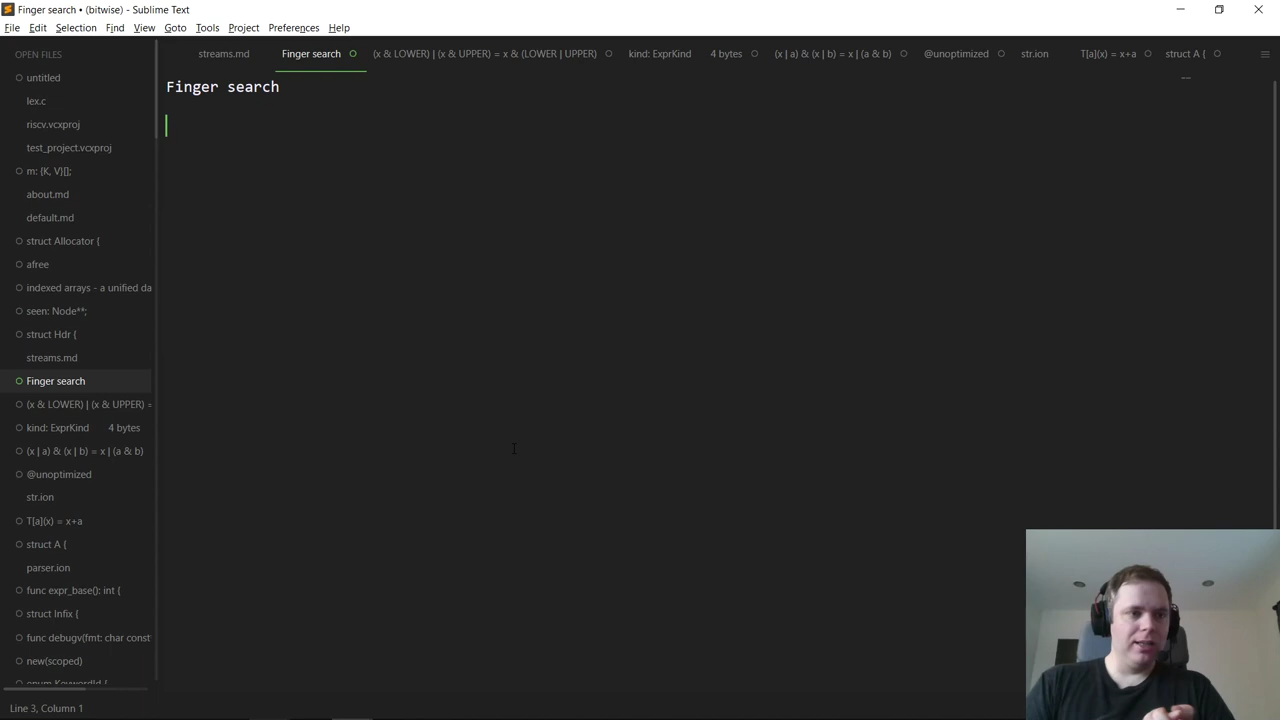 Finger search • (bitwise) - Sublime Text
File Edit Selection Find View Goto Tools Project Preferences Help
OPEN FILES
untitled
lex.c
riscv.vcxproj
test_project.vcxproj
m: {K, V}[];
about.md
default.md
struct Allocator {
afree
indexed arrays - a unified da
seen: Node**;
struct Hdr {
streams.md
Finger search
(x & LOWER) | (x & UPPER) =
kind: ExprKind 4 bytes
(x | a) & (x | b) = x | (a & b)
@unoptimized
str.ion
T[a](x) = x+a
struct A {
parser.ion
func expr_base(): int {
struct Infix {
func debugv(fmt: char const
new(scoped)
enum KeywordId {
streams.md Finger search (x & LOWER) | (x & UPPER) = x & (LOWER | UPPER) kind: ExprKind 4 bytes (x | a) & (x | b) = x | (a & b) @unoptimized str.ion T[a](x) = x+a struct A {
Finger search
Line 3, Column 1